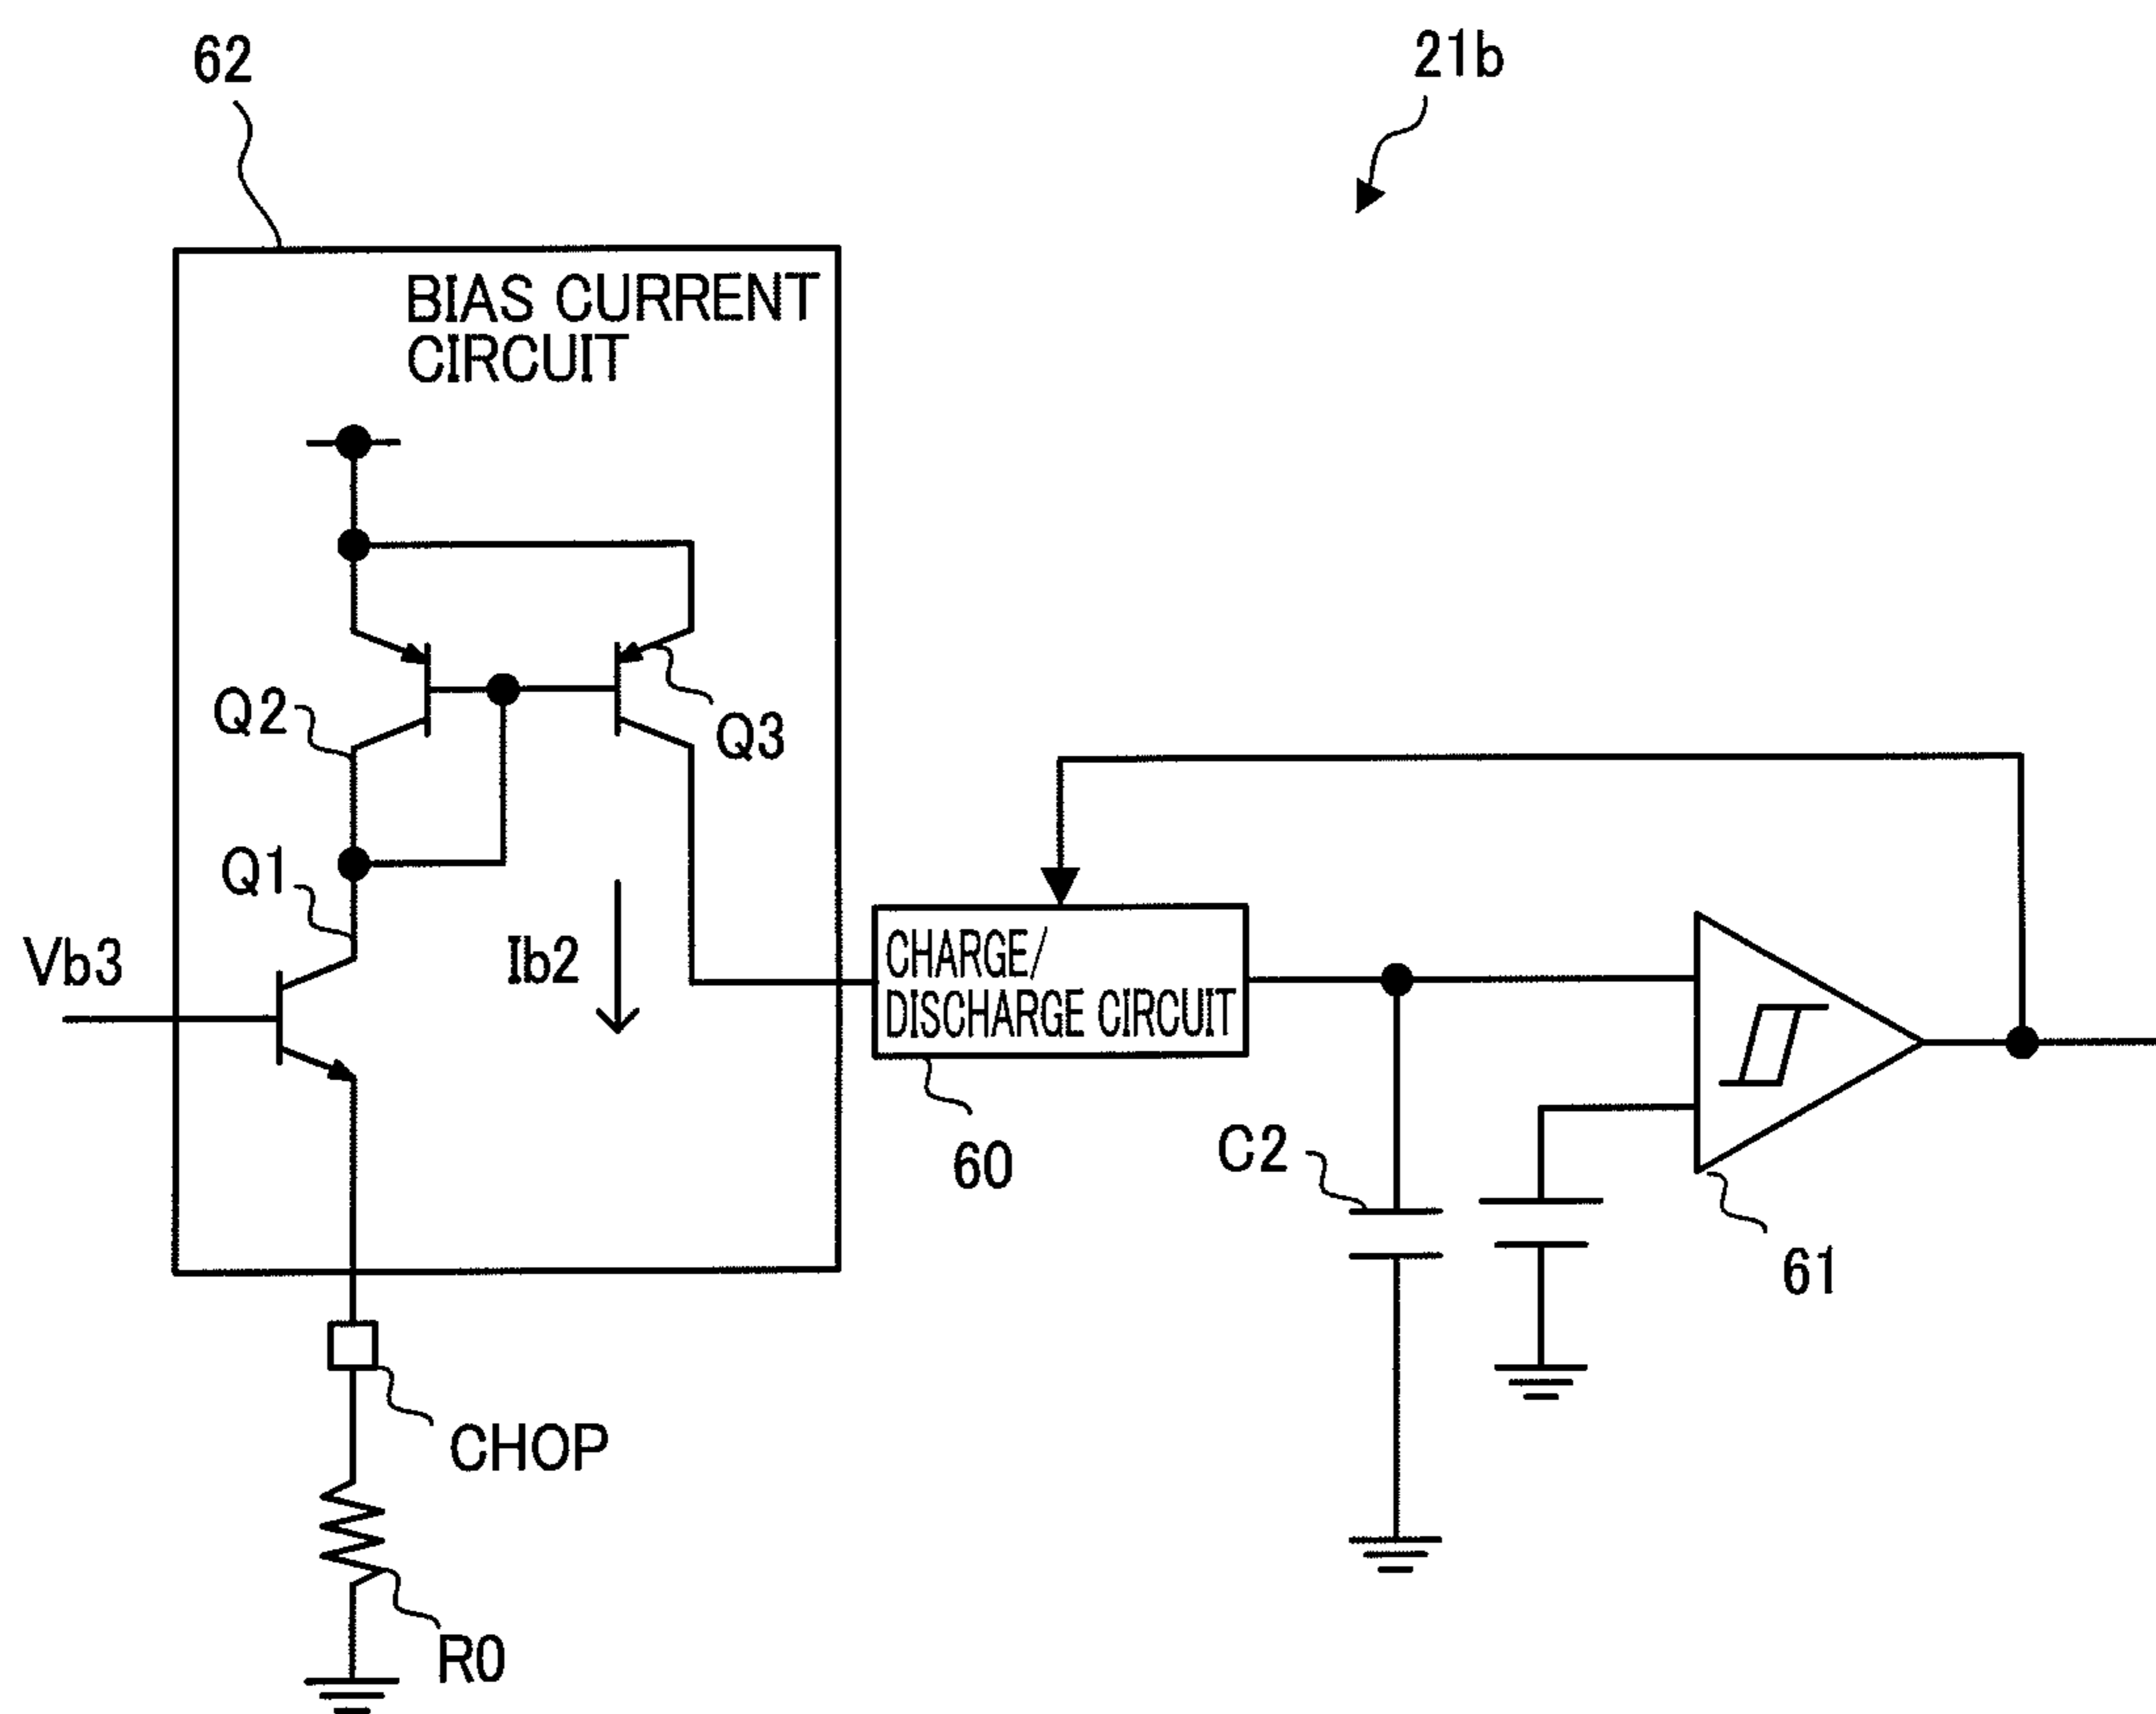 62
21b
BIAS CURRENT
CIRCUIT
Q2
Q3
Q1
Vb3
Ib2
CHARGE/
DISCHARGE CIRCUIT
60
C2
61
CHOP
R0